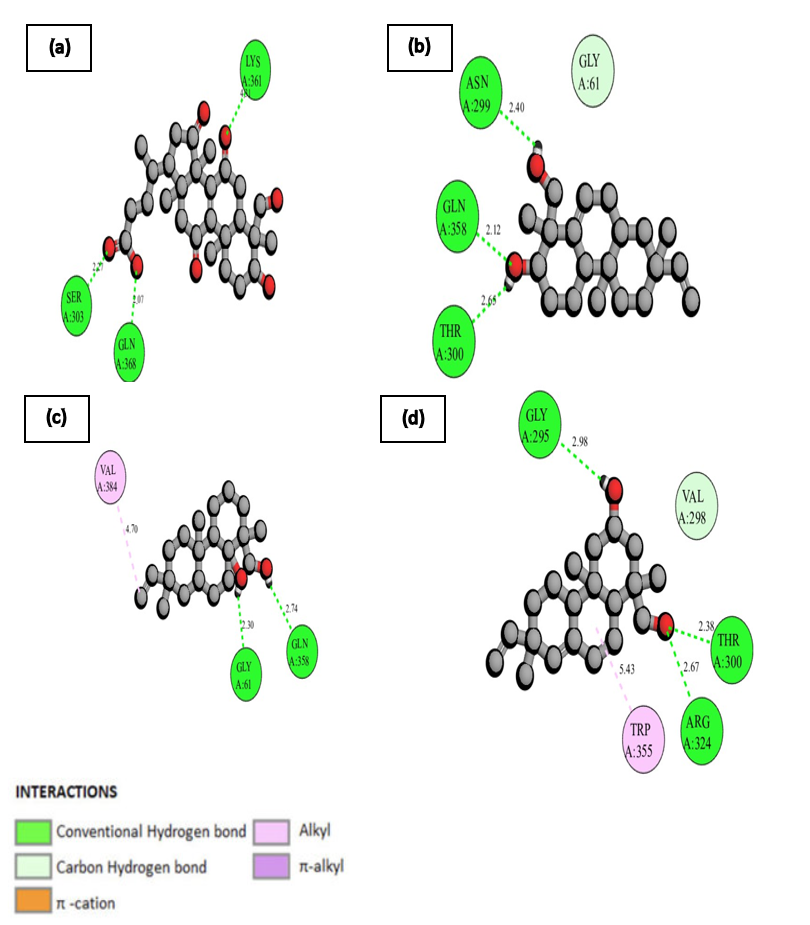 (a)
LYS
A:361
4.81
2.27
SER
A:303
2.07
GLN
A:368
(b)
GLY
A:61
ASN
A:299
2.40
GLN
A:358
2.12
2.65
THR
A:300
(c)
VAL
A:384
4.70
2.30
2.74
GLN
A:358
GLY
A:61
(d)
GLY
A:295
2.98
VAL
A:298
2.38
THR
A:300
5.43
2.67
TRP
A:355
ARG
A:324
INTERACTIONS
Conventional Hydrogen bond
Alkyl
Carbon Hydrogen bond
π-alkyl
π -cation